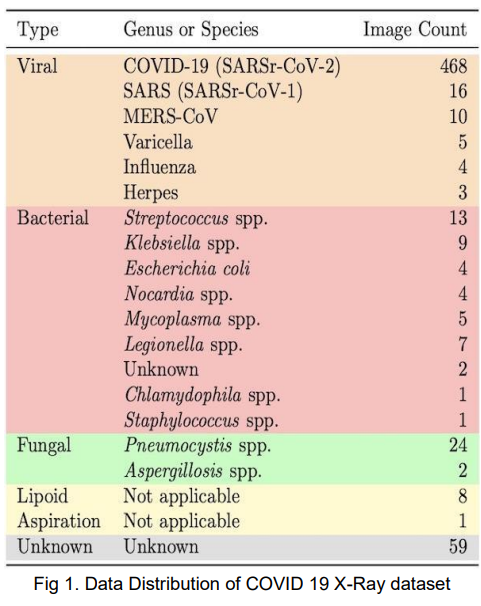 Type Genus or Species Image Count
Viral COVID-19 (SARSr-CoV-2) 468
SARS (SARSr-CoV-1) 16
MERS-CoV 10
Varicella 5
Influenza 4
Herpes 3
Bacterial Streptococcus spp. 13
Klebsiella spp. 9
Escherichia coli 4
Nocardia spp. 4
Mycoplasma spp. 5
Legionella spp. 7
Unknown 2
Chlamydophila spp. 1
Staphylococcus spp. 1
Fungal Pneumocystis spp. 24
Aspergillosis spp. 2
Lipoid Not applicable 8
Aspiration Not applicable 1
Unknown Unknown 59
Fig 1. Data Distribution of COVID 19 X-Ray dataset